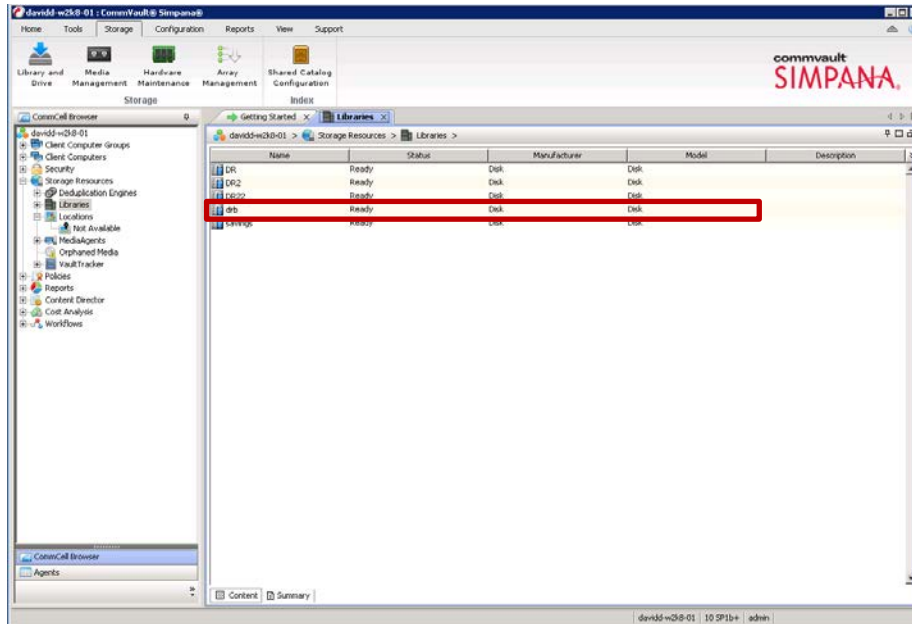 davidd-w2k8-01 : CommVault® Simpana®
Home Tools Storage Configuration Reports View Support
Library and Drive
Media Management
Hardware Maintenance
Array Management
Shared Catalog Configuration
Storage
Index
commvault
SIMPANA.
CommCell Browser
Getting Started
Libraries
davidd-w2k8-01 > Storage Resources > Libraries >
davidd-w2k8-01
Client Computer Groups
Client Computers
Security
Storage Resources
Deduplication Engines
Libraries
Locations
Not Available
MediaAgents
Orphaned Media
VaultTracker
Policies
Reports
Content Director
Cost Analysis
Workflows
Name Status Manufacturer Model Description
DR Ready Disk Disk
DR2 Ready Disk Disk
DR22 Ready Disk Disk
drb Ready Disk Disk
savings Ready Disk Disk
CommCell Browser
Agents
Content Summary
davidd-w2k8-01 10 SP1b+ admin